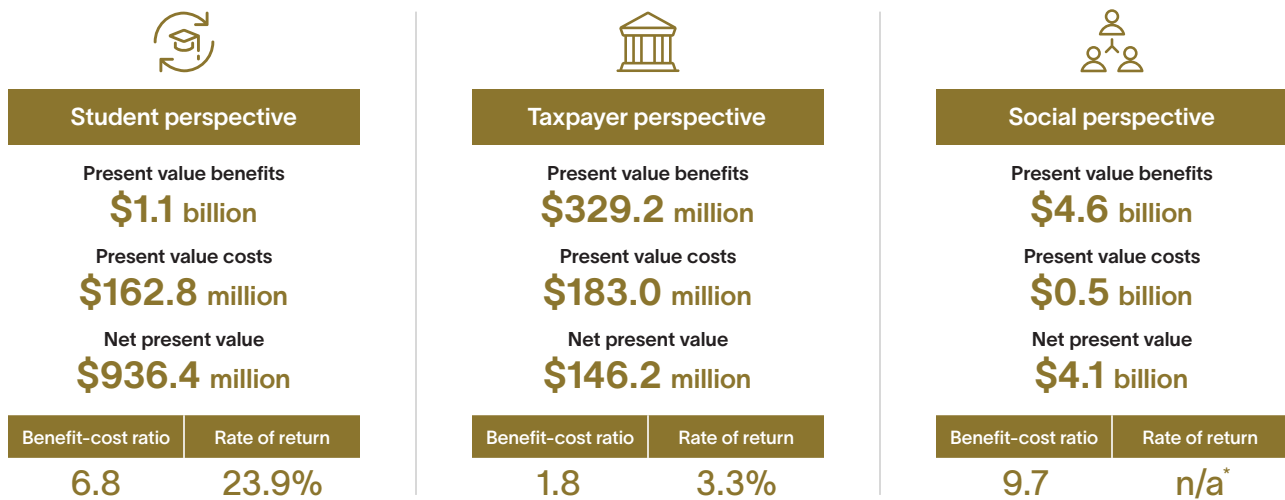 Student perspective
Present value benefits
$1.1 billion
Present value costs
$162.8 million
Net present value
$936.4 million
Benefit-cost ratio
Rate of return
6.8
23.9%
Taxpayer perspective
Present value benefits
$329.2 million
Present value costs
$183.0 million
Net present value
$146.2 million
Benefit-cost ratio
Rate of return
1.8
3.3%
Social perspective
Present value benefits
$4.6 billion
Present value costs
$0.5 billion
Net present value
$4.1 billion
Benefit-cost ratio
Rate of return
9.7
n/a*